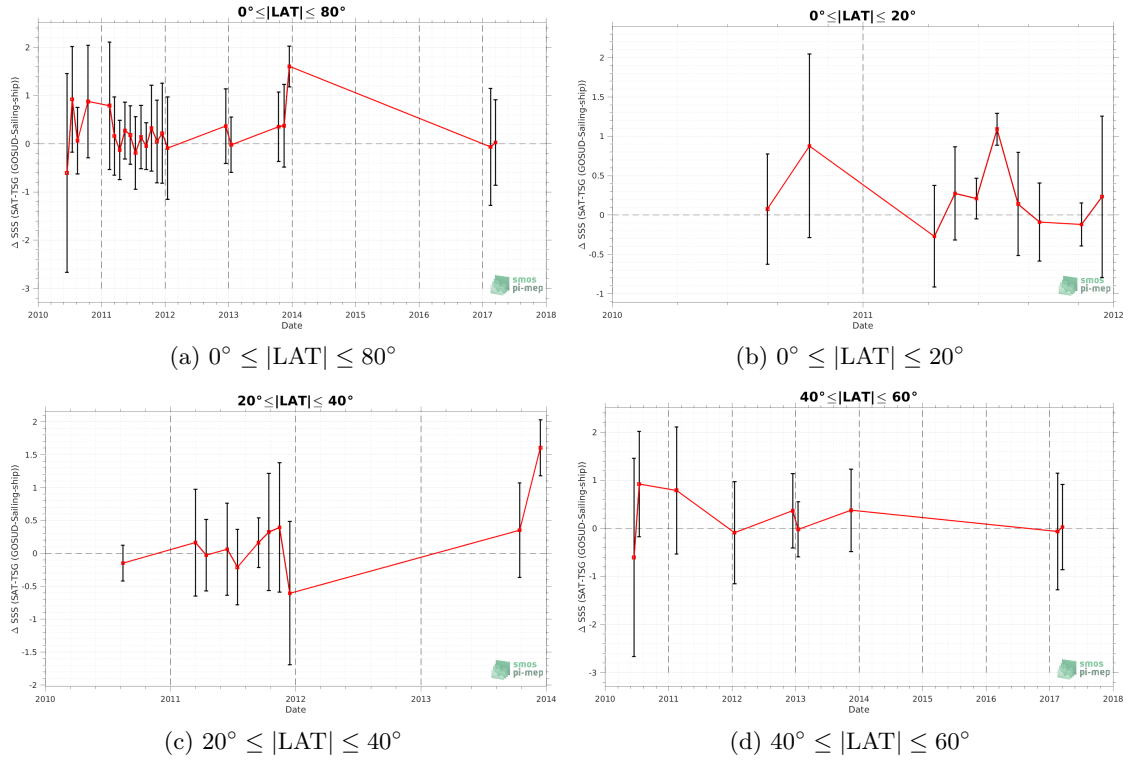 0°≤|LAT|≤ 80°
Δ SSS (SAT-TSG (GOSUD-Sailing-ship))
2
1
0
-1
-2
-3
2010 2011 2012 2013 2014 2015 2016 2017 2018
Date
smos
pi-mep
(a) 0° ≤ |LAT| ≤ 80°
0°≤|LAT|≤ 20°
Δ SSS (SAT-TSG (GOSUD-Sailing-ship))
2
1.5
1
0.5
0
-0.5
-1
2010 2011 2012
Date
smos
pi-mep
(b) 0° ≤ |LAT| ≤ 20°
20°≤|LAT|≤ 40°
Δ SSS (SAT-TSG (GOSUD-Sailing-ship))
2
1.5
1
0.5
0
-0.5
-1
-1.5
-2
2010 2011 2012 2013 2014
Date
smos
pi-mep
(c) 20° ≤ |LAT| ≤ 40°
40°≤|LAT|≤ 60°
Δ SSS (SAT-TSG (GOSUD-Sailing-ship))
2
1
0
-1
-2
-3
2010 2011 2012 2013 2014 2015 2016 2017 2018
Date
smos
pi-mep
(d) 40° ≤ |LAT| ≤ 60°